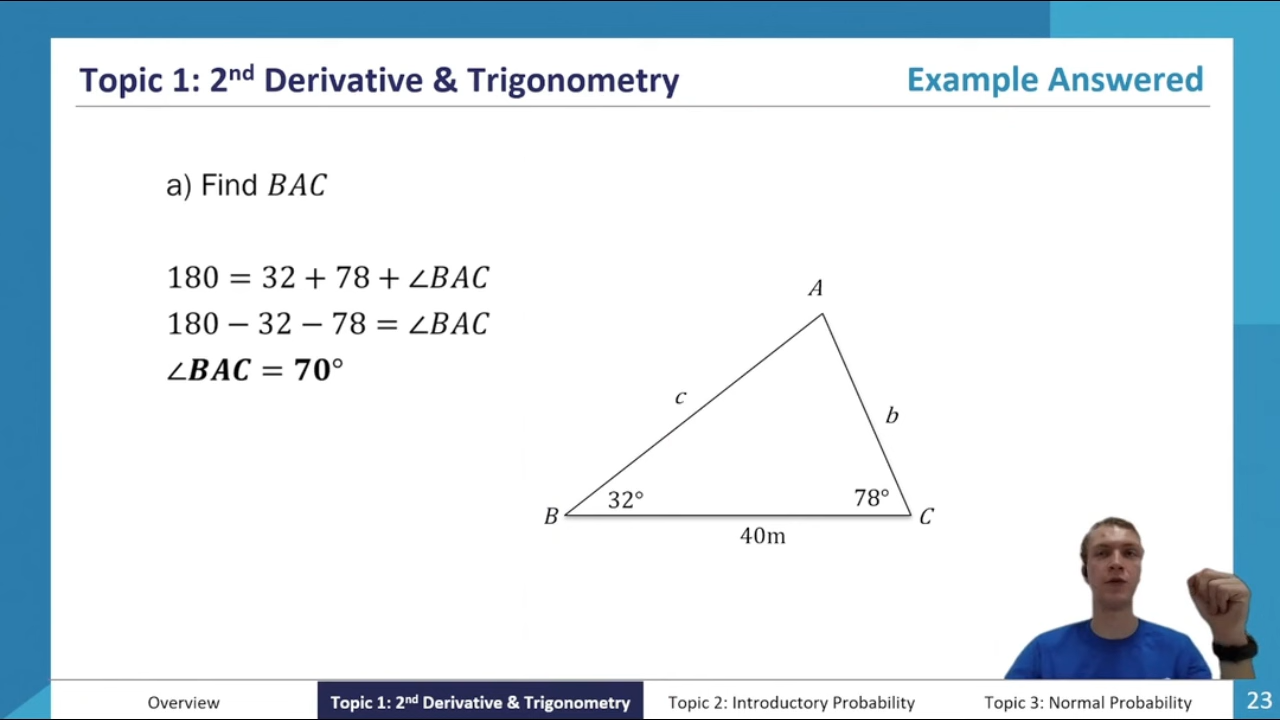 Topic 1: 2nd Derivative & Trigonometry
Example Answered
a) Find BAC
180 = 32 + 78 + ∠BAC
180 − 32 − 78 = ∠BAC
∠BAC = 70°
A
c
b
B
32°
78°
C
40m
Overview
Topic 1: 2nd Derivative & Trigonometry
Topic 2: Introductory Probability
Topic 3: Normal Probability
23